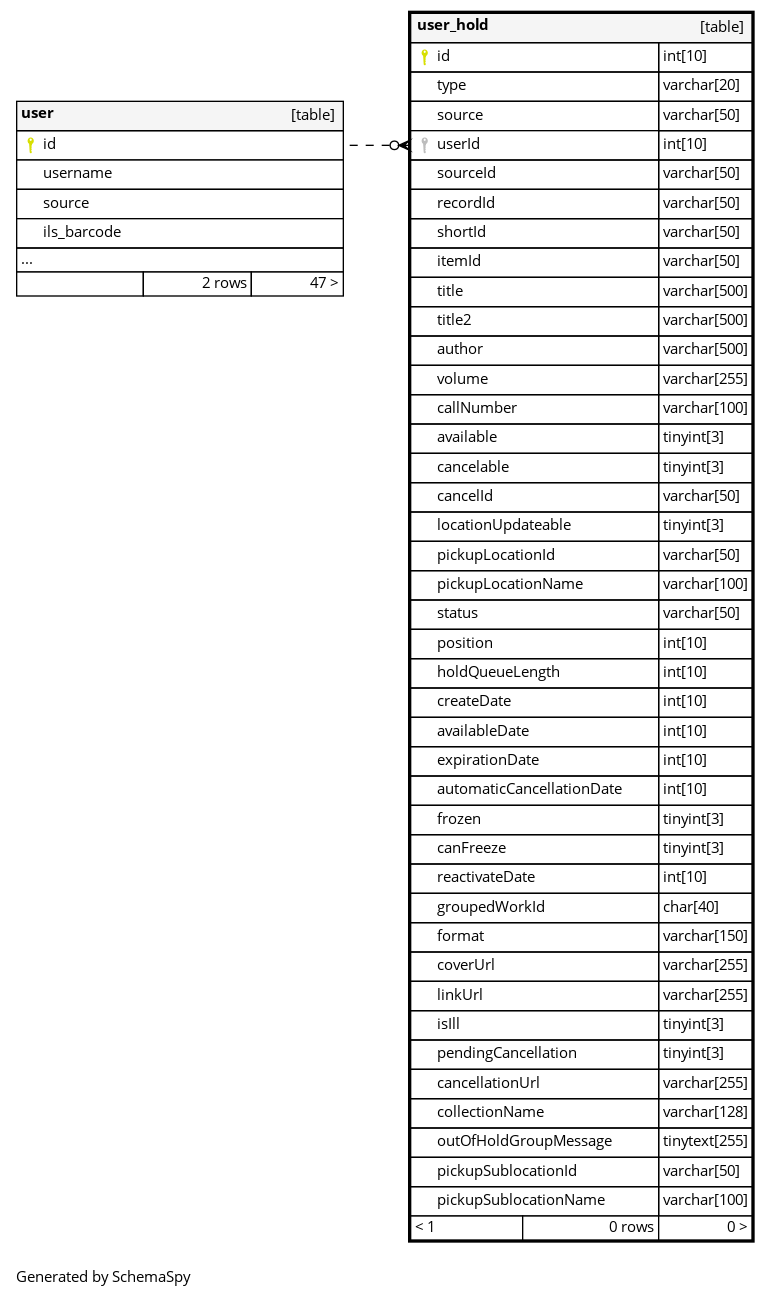 user [table]
id
username
source
ils_barcode
...
2 rows 47 >
user_hold [table]
id int[10]
type varchar[20]
source varchar[50]
userId int[10]
sourceId varchar[50]
recordId varchar[50]
shortId varchar[50]
itemId varchar[50]
title varchar[500]
title2 varchar[500]
author varchar[500]
volume varchar[255]
callNumber varchar[100]
available tinyint[3]
cancelable tinyint[3]
cancelId varchar[50]
locationUpdateable tinyint[3]
pickupLocationId varchar[50]
pickupLocationName varchar[100]
status varchar[50]
position int[10]
holdQueueLength int[10]
createDate int[10]
availableDate int[10]
expirationDate int[10]
automaticCancellationDate int[10]
frozen tinyint[3]
canFreeze tinyint[3]
reactivateDate int[10]
groupedWorkId char[40]
format varchar[150]
coverUrl varchar[255]
linkUrl varchar[255]
isIll tinyint[3]
pendingCancellation tinyint[3]
cancellationUrl varchar[255]
collectionName varchar[128]
outOfHoldGroupMessage tinytext[255]
pickupSublocationId varchar[50]
pickupSublocationName varchar[100]
< 1 0 rows 0 >
Generated by SchemaSpy